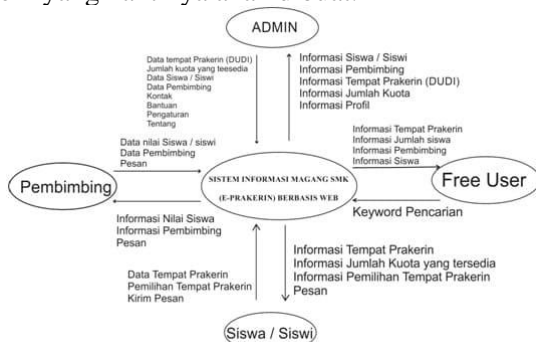 ADMIN
Data tempat Prakerin (DUDI)
Jumlah kuota yang teesedia
Data Siswa / Siswi
Data Pembimbing
Kontak
Bantuan
Pengaturan
Tentang
Informasi Siswa / Siswi
Informasi Pembimbing
Informasi Tempat Prakerin (DUDI)
Informasi Jumlah Kuota
Informasi Profil
Data nilai Siswa / siswi
Data Pembimbing
Pesan
Informasi Tempat Prakerin
Informasi Jumlah siswa
Informasi Pembimbing
Informasi Siswa
Pembimbing
SISTEM INFORMASI MAGANG SMK
(E-PRAKERIN) BERBASIS WEB
Free User
Informasi Nilai Siswa
Informasi Pembimbing
Pesan
Keyword Pencarian
Data Tempat Prakerin
Pemilihan Tempat Prakerin
Kirim Pesan
Informasi Tempat Prakerin
Informasi Jumlah Kuota yang tersedia
Informasi Pemilihan Tempat Prakerin
Pesan
Siswa / Siswi